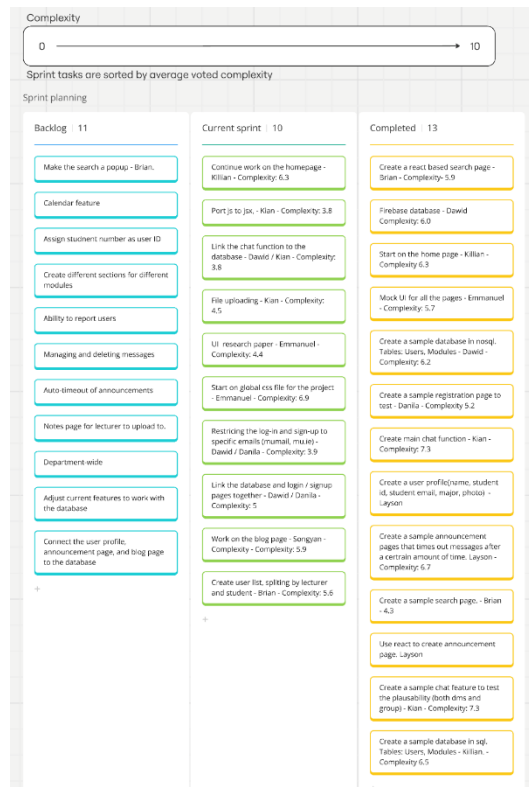 Complexity
0
10
Sprint tasks are sorted by average voted complexity
Sprint planning
Backlog | 11
Make the search a popup - Brian.
Calendar feature
Assign studnent number as user ID
Create different sections for different
modules
Ability to report users
Managing and deleting messages
Auto-timeout of announcements
Notes page for lecturer to upload to.
Department-wide
Adjust current features to work with
the database
Connect the user profile,
announcement page, and blog page
to the database
+
Current sprint | 10
Continue work on the homepage -
Killian - Complexity: 6.3
Port js to jsx, - Kian - Complexity: 3.8
Link the chat function to the
database - Dawid / Kian - Complexity:
3.8
File uploading - Kian - Complexity:
4,5
UI research paper - Emmanuel -
Complexity: 4.4
Start on global css file for the project
- Emmanuel - Complexity: 6.9
Restricing the log-in and sign-up to
specific emails (mumail, mu.ie) -
Dawid / Danila - Complexity: 3.9
Link the database and login / signup
pages together - Dawid / Danila -
Complexity: 5
Work on the blog page - Songyan -
Complexity - Complexity: 5.9
Create user list, spliting by lecturer
and student - Brian - Complexity: 5.6
+
Completed | 13
Create a react based search page -
Brian - Complexity- 5.9
Firebase database - Dawid
Complexity: 6.0
Start on the home page - Killian -
Complexity 6.3
Mock UI for all the pages - Emmanuel
- Complexity: 5.7
Create a sample database in nosql.
Tables: Users, Modules - Dawid -
Complexity: 6.2
Create a sample registration page to
test - Danila - Complexity 5.2
Create main chat function - Kian -
Complexity: 7.3
Create a user profile(name, student
id, student email, major, photo) -
Layson
Create a sample announcement
pages that times out messages after
a certrain amount of time. Layson -
Complexity: 6.7
Create a sample search page. - Brian
- 4.3
Use react to create announcement
page. Layson
Create a sample chat feature to test
the plausability (both dms and
group) - Kian - Complexity: 7.3
Create a sample database in sql.
Tables: Users, Modules - Killian. -
Complexity 6.5